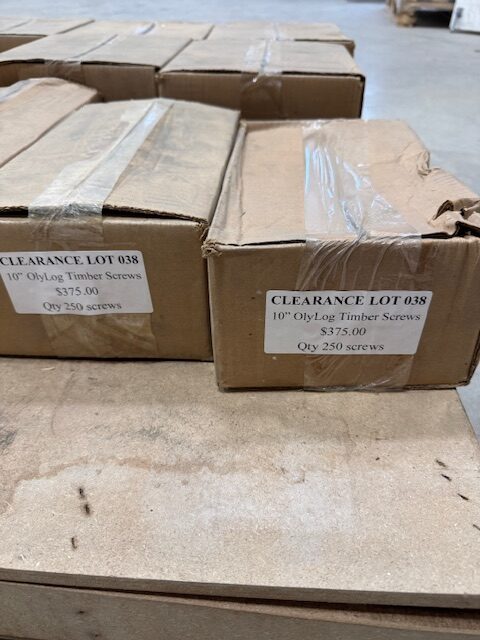 CLEARANCE LOT 038
10" OlyLog Timber Screws
$375.00
Qty 250 screws
CLEARANCE LOT 038
10" OlyLog Timber Screws
$375.00
Qty 250 screws